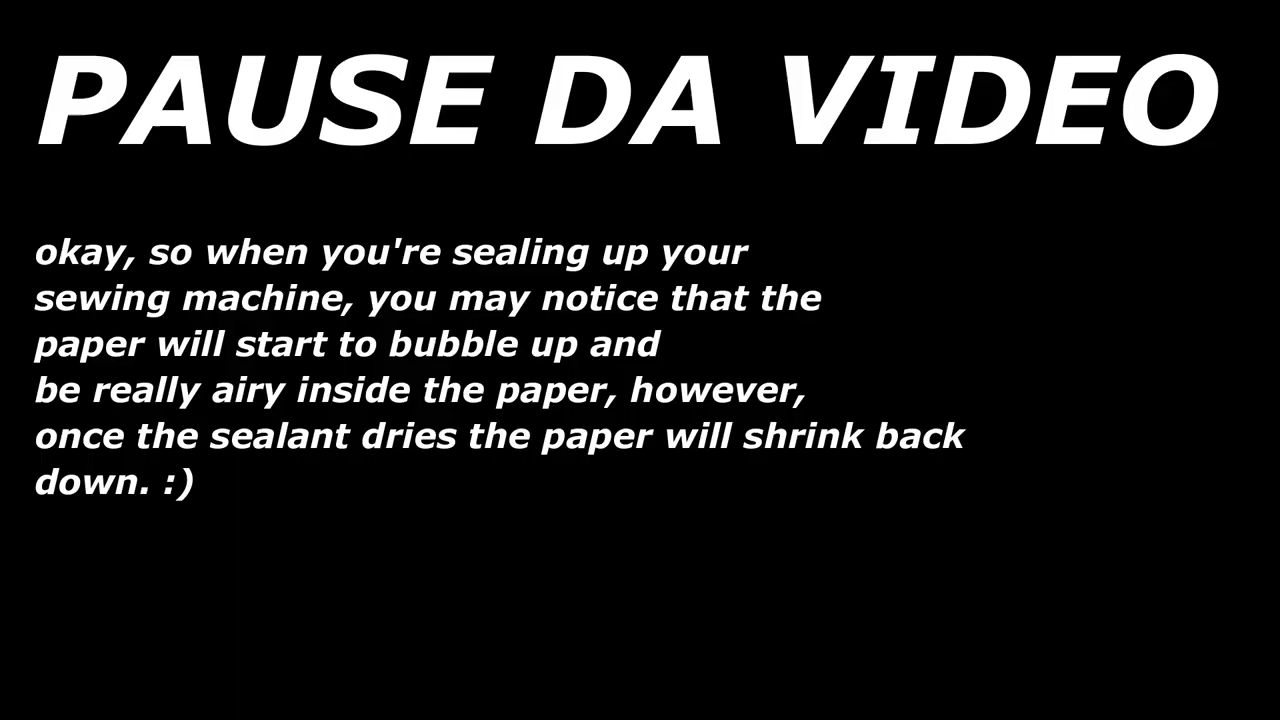 PAUSE DA VIDEO
okay, so when you're sealing up your
sewing machine, you may notice that the
paper will start to bubble up and
be really airy inside the paper, however,
once the sealant dries the paper will shrink back
down. :)